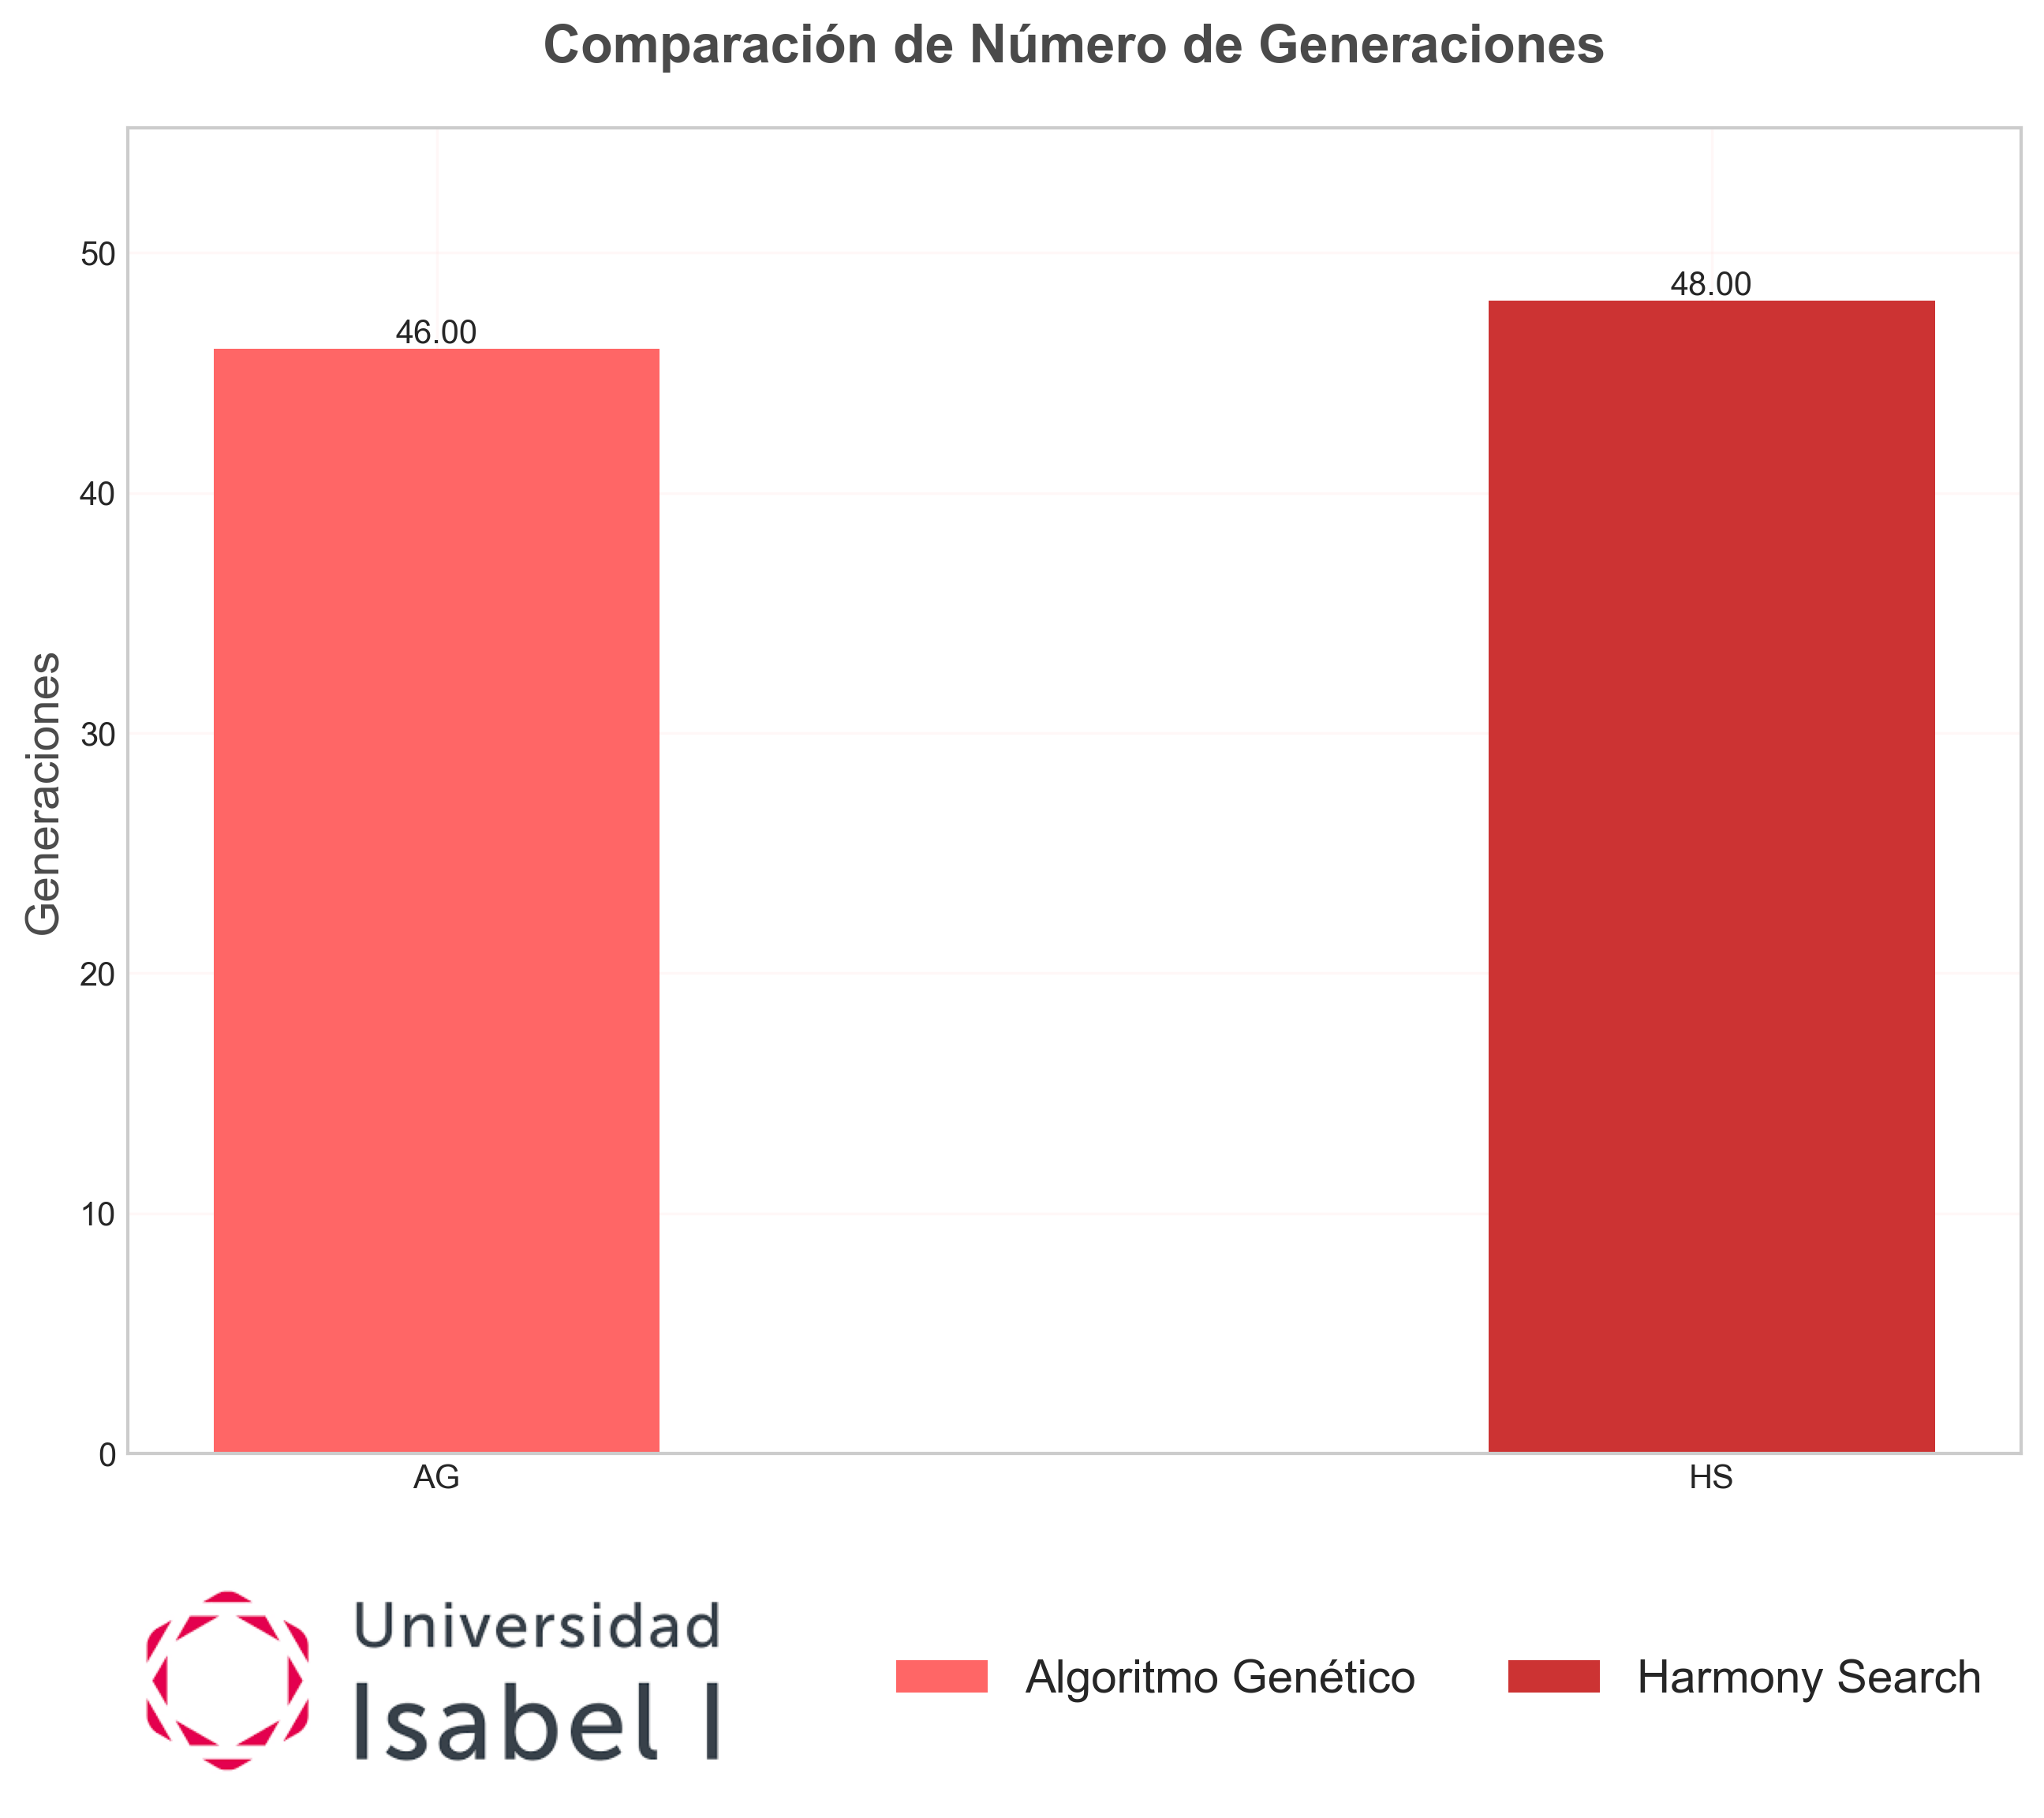 Comparación de Número de Generaciones
Generaciones
50
40
30
20
10
0
46.00
48.00
AG
HS
Universidad
Isabel I
Algoritmo Genético
Harmony Search